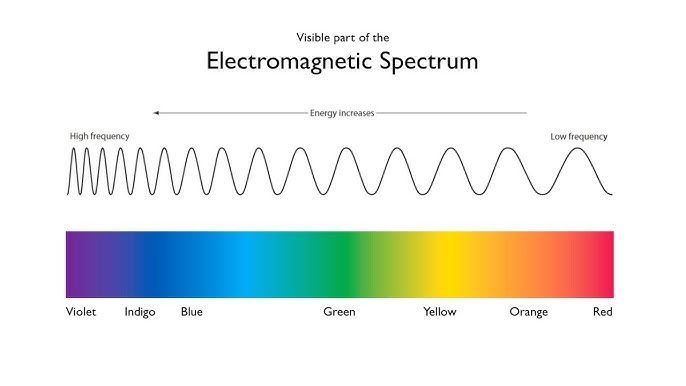 Visible part of the
Electromagnetic Spectrum
Energy increases
High frequency
Low frequency
Violet
Indigo
Blue
Green
Yellow
Orange
Red